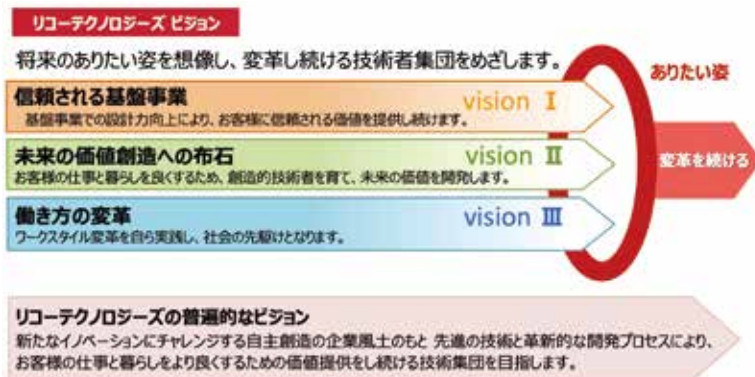 リコーテクノロジーズ ビジョン
将来のありたい姿を想像し、変革し続ける技術者集団をめざします。
ありたい姿
信頼される基盤事業
vision Ⅰ
基盤事業での設計力向上により、お客様に信頼される価値を提供し続けます。
未来の価値創造への布石
vision Ⅱ
お客様の仕事と暮らしを良くするため、創造的技術者を育て、未来の価値を開発します。
変革を続ける
働き方の変革
vision Ⅲ
ワークスタイル変革を自ら実践し、社会の先駆けとなります。
リコーテクノロジーズの普遍的なビジョン
新たなイノベーションにチャレンジする自主創造の企業風土のもと 先進の技術と革新的な開発プロセスにより、
お客様の仕事と暮らしをより良くするための価値提供をし続ける技術集団を目指します。